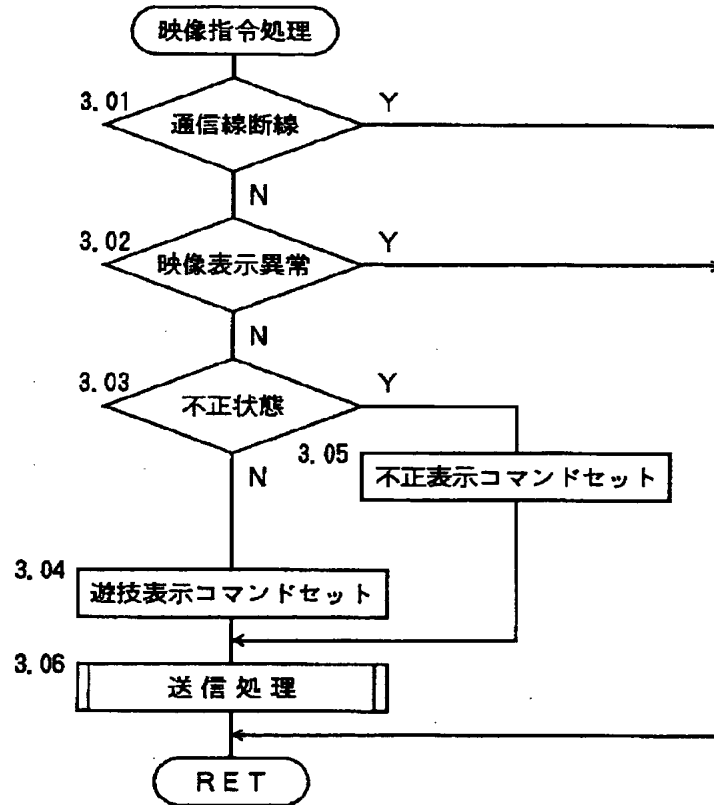 映像指令処理
3.01
通信線断線
Y
N
3.02
映像表示異常
Y
N
3.03
不正状態
Y
N
3.05
不正表示コマンドセット
3.04
遊技表示コマンドセット
3.06
送信処理
RET